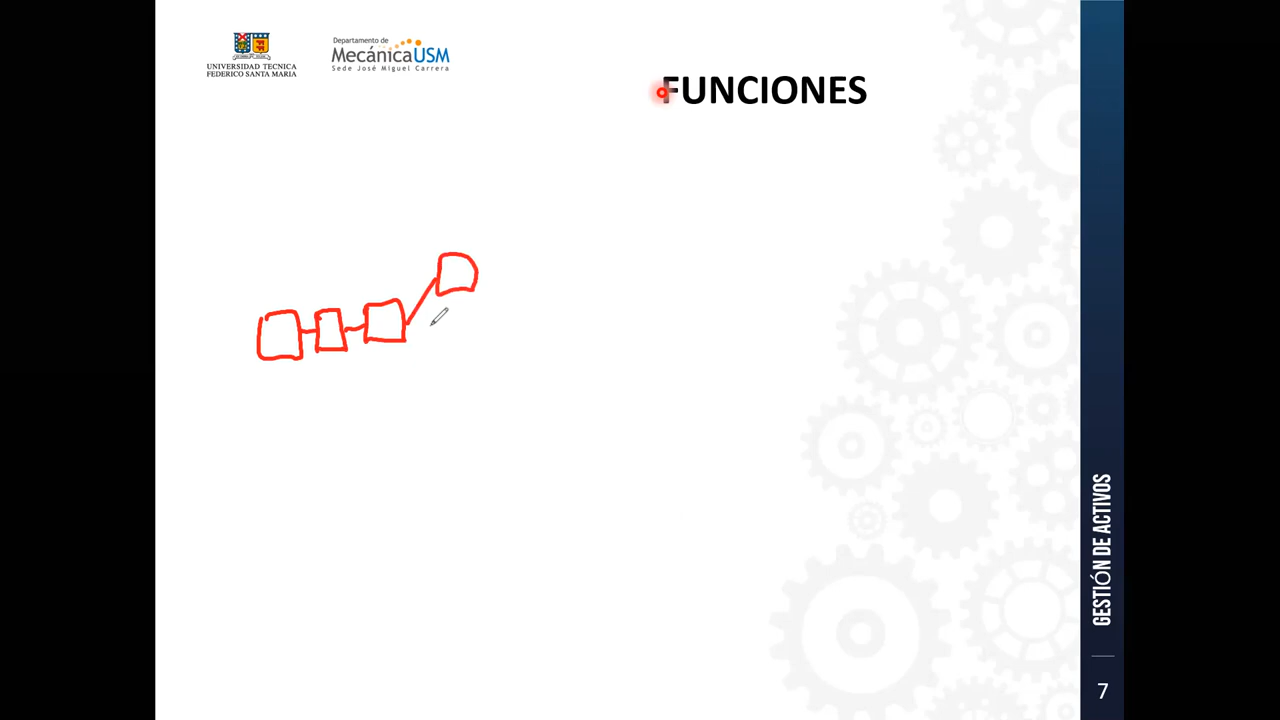 UNIVERSIDAD TECNICA
FEDERICO SANTA MARIA
Departamento de
MecánicaUSM
Sede José Miguel Carrera
FUNCIONES
GESTIÓN DE ACTIVOS
7